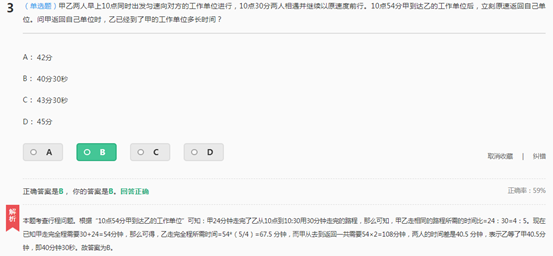 3 （单选题）甲乙两人早上10点同时出发匀速向对方的工作单位行进，10点30分两人相遇并继续以原速度前行。10点54分甲到达乙的工作单位后，立刻原速返回自己单
位。问甲返回自己单位时，乙已经到了甲的工作单位多长时间？
A： 42分
B： 40分30秒
C： 43分30秒
D： 45分
A B C D
取消收藏 | 纠错
正确答案是B， 你的答案是B。回答正确
正确率：59%
解析
本题考查行程问题。根据“10点54分甲到达乙的工作单位”可知：甲24分钟走完了乙从10点到10:30用30分钟走完的路程，那么可知，甲乙走相同的路程所需的时比=24：30=4：5。现在
已知甲走完全程需要30+24=54分钟，那么可得，乙走完全程所需时间=54*（5/4）=67.5 分钟，而甲从去到返回一共需要54×2=108分钟，两人的时间差是40.5 分钟，表示乙等了甲40.5分
钟，即40分钟30秒。故答案为B。